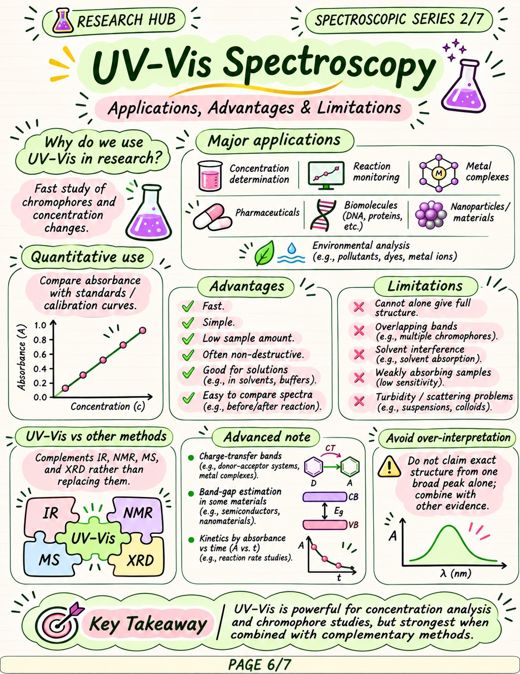 RESEARCH HUB
SPECTROSCOPIC SERIES 2/7
UV-Vis Spectroscopy
Applications, Advantages & Limitations
Why do we use
UV-Vis in research?
Fast study of
chromophores and
concentration
changes.
Major applications
Concentration
determination
Reaction
monitoring
M
Metal
complexes
Pharmaceuticals
Biomolecules
(DNA, proteins,
etc.)
Nanoparticles/
materials
Environmental analysis
(e.g., pollutants, dyes, metal ions)
Quantitative use
Compare absorbance
with standards /
calibration curves.
Absorbance (A)
1.0
0.8
0.6
0.4
0.2
0.0
Concentration (c)
Advantages
Fast.
Simple.
Low sample amount.
Often non-destructive.
Good for solutions
(e.g., in solvents, buffers).
Easy to compare spectra
(e.g., before/after reaction).
Limitations
Cannot alone give full
structure.
Overlapping bands
(e.g., multiple chromophores).
Solvent interference
(e.g., solvent absorption).
Weakly absorbing samples
(low sensitivity).
Turbidity / scattering problems
(e.g., suspensions, colloids).
UV-Vis vs other methods
Complements IR, NMR, MS,
and XRD rather than
replacing them.
IR
NMR
UV-Vis
MS
XRD
Advanced note
Charge-transfer bands
(e.g., donor-acceptor systems,
metal complexes).
CT
D
A
Band-gap estimation
in some materials
(e.g., semiconductors,
nanomaterials).
CB
Eg
VB
Kinetics by absorbance
vs time (A vs. t)
(e.g., reaction rate studies).
A
t
Avoid over-interpretation
Do not claim exact
structure from one
broad peak alone;
combine with
other evidence.
A
λ (nm)
Key Takeaway
UV-Vis is powerful for concentration analysis
and chromophore studies, but strongest when
combined with complementary methods.
PAGE 6/7